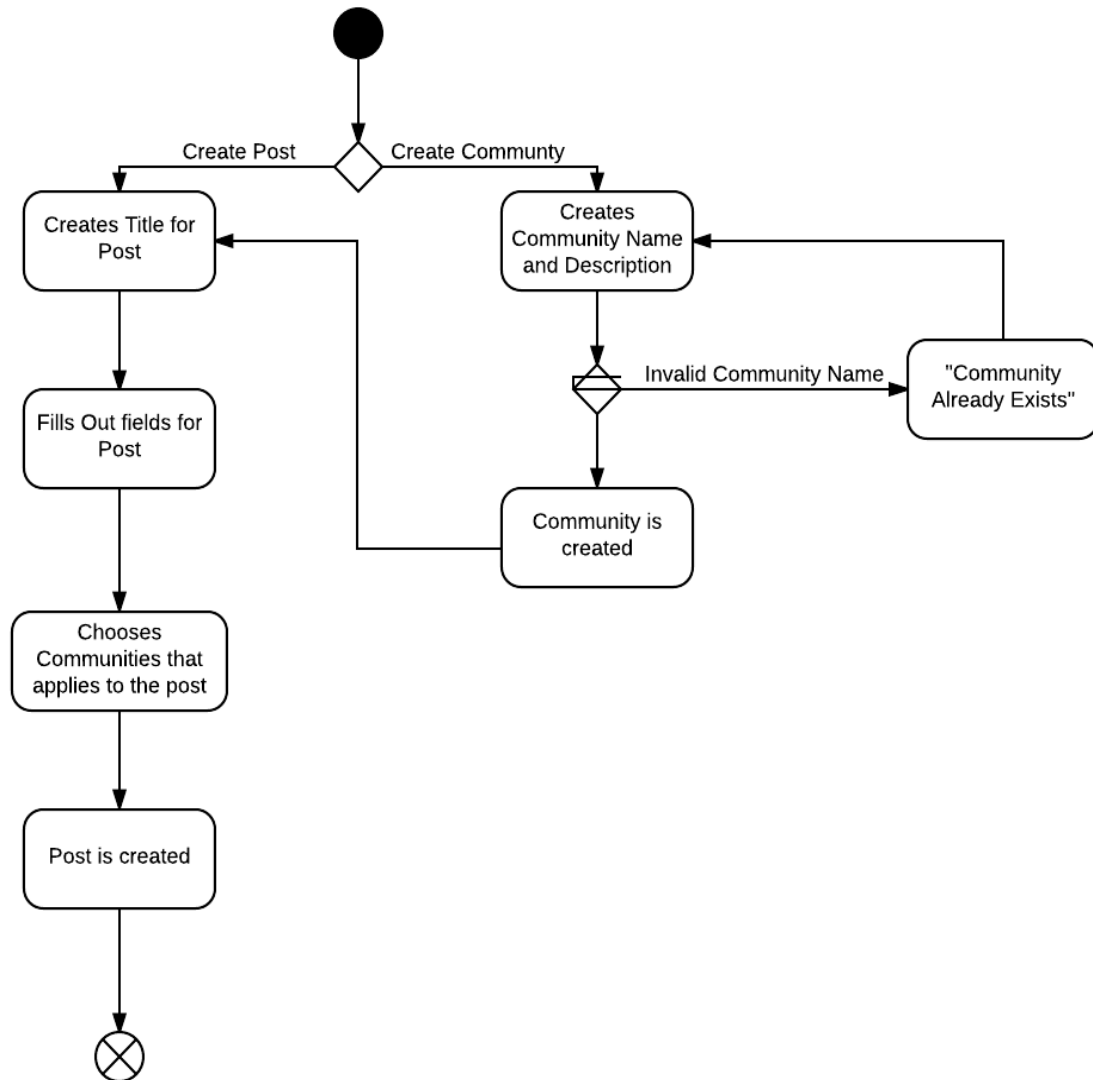 Create Post
Create Communty
Creates Title for
Post
Creates
Community Name
and Description
Invalid Community Name
"Community
Already Exists"
Fills Out fields for
Post
Community is
created
Chooses
Communities that
applies to the post
Post is created